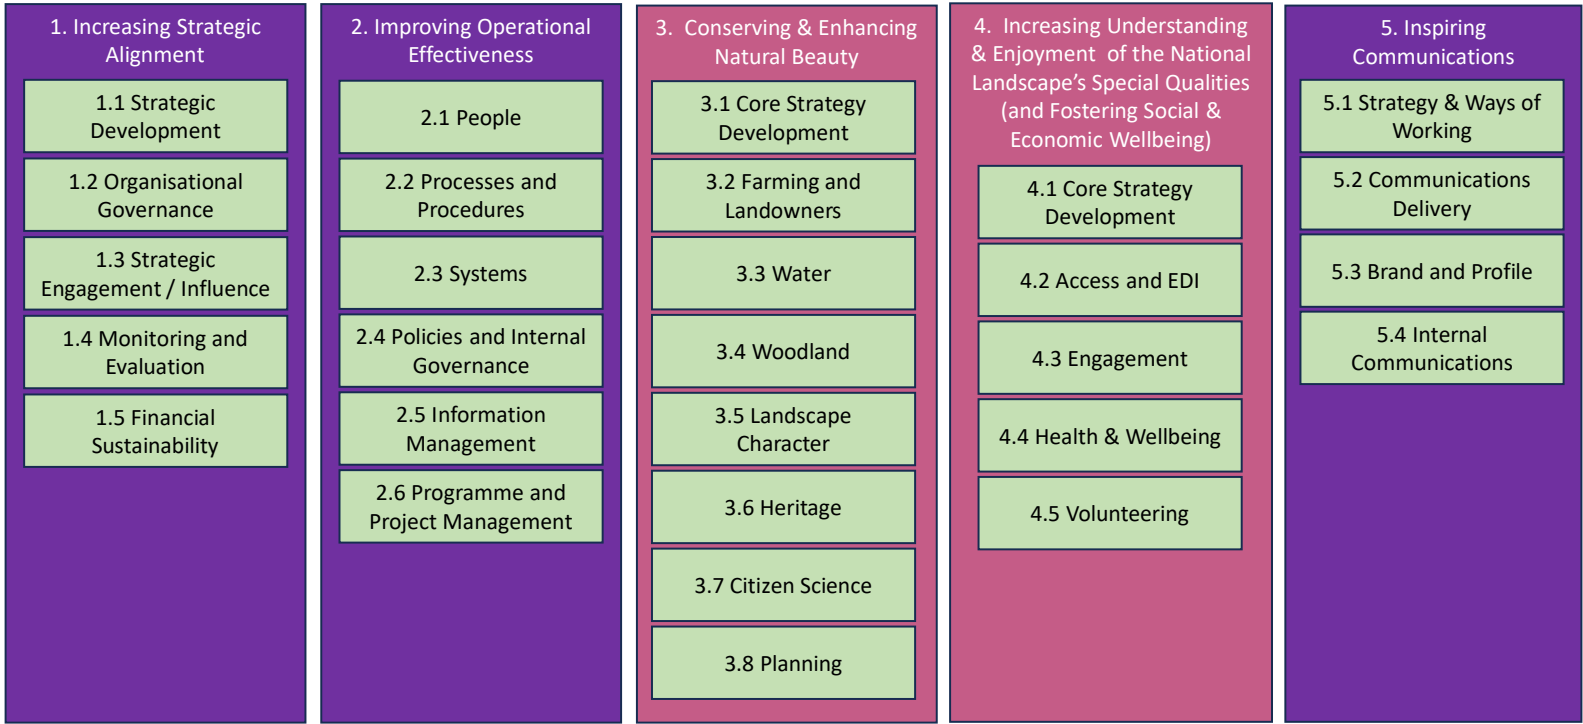 1. Increasing Strategic
Alignment
1.1 Strategic
Development
1.2 Organisational
Governance
1.3 Strategic
Engagement / Influence
1.4 Monitoring and
Evaluation
1.5 Financial
Sustainability
2. Improving Operational
Effectiveness
2.1 People
2.2 Processes and
Procedures
2.3 Systems
2.4 Policies and Internal
Governance
2.5 Information
Management
2.6 Programme and
Project Management
3. Conserving & Enhancing
Natural Beauty
3.1 Core Strategy
Development
3.2 Farming and
Landowners
3.3 Water
3.4 Woodland
3.5 Landscape
Character
3.6 Heritage
3.7 Citizen Science
3.8 Planning
4. Increasing Understanding
& Enjoyment of the National
Landscape’s Special Qualities
(and Fostering Social &
Economic Wellbeing)
4.1 Core Strategy
Development
4.2 Access and EDI
4.3 Engagement
4.4 Health & Wellbeing
4.5 Volunteering
5. Inspiring
Communications
5.1 Strategy & Ways of
Working
5.2 Communications
Delivery
5.3 Brand and Profile
5.4 Internal
Communications